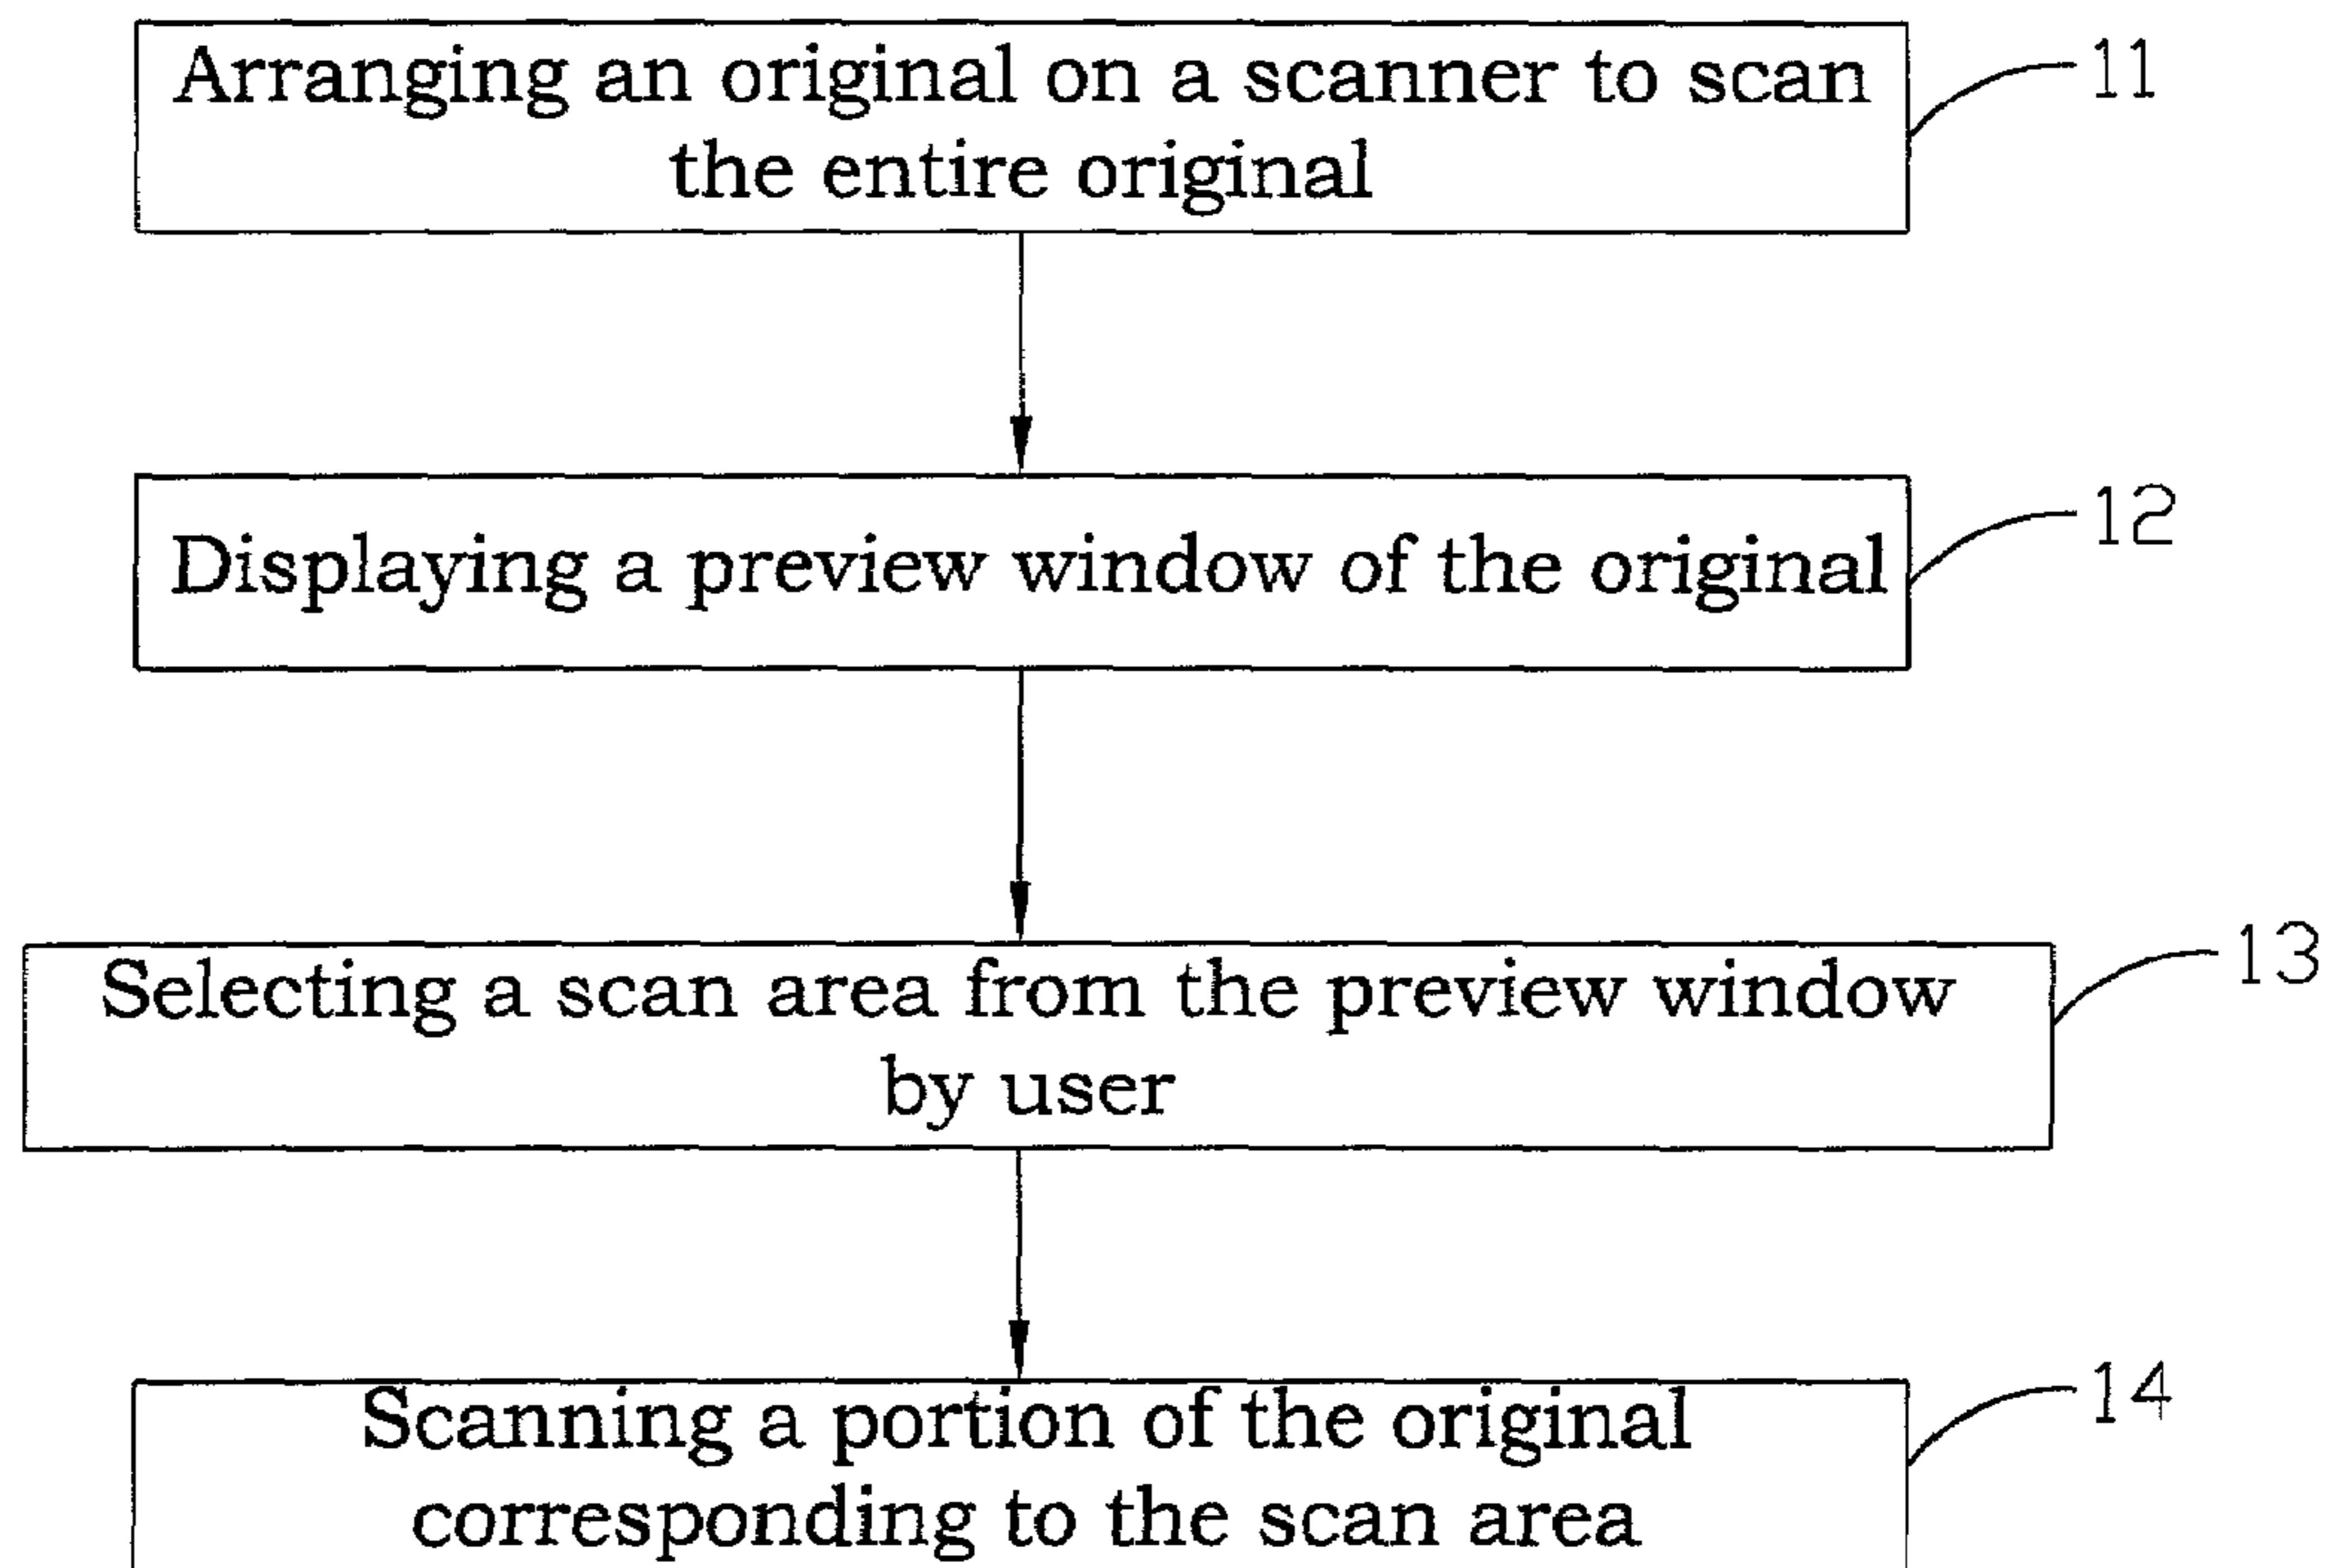 Arranging an original on a scanner to scan
the entire original
11
Displaying a preview window of the original
12
Selecting a scan area from the preview window
by user
13
Scanning a portion of the original
corresponding to the scan area
14